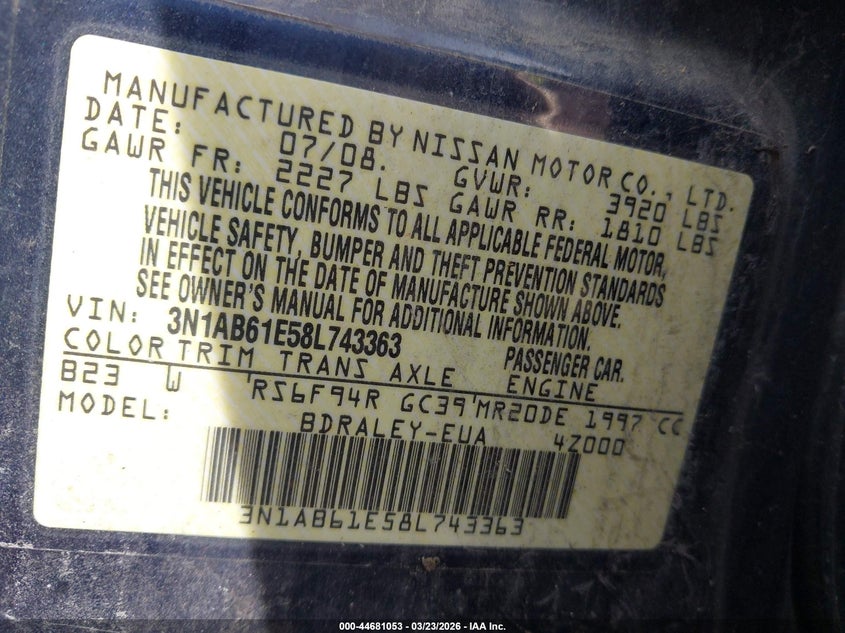 MANUFACTURED BY NISSAN MOTOR CO., LTD.
DATE: 07/08. GVWR: 3920 LBS
GAWR FR: 2227 LBS GAWR RR: 1810 LBS
THIS VEHICLE CONFORMS TO ALL APPLICABLE FEDERAL MOTOR
VEHICLE SAFETY, BUMPER AND THEFT PREVENTION STANDARDS
IN EFFECT ON THE DATE OF MANUFACTURE SHOWN ABOVE.
SEE OWNER'S MANUAL FOR ADDITIONAL INFORMATION.
VIN: 3N1AB61E58L743363 PASSENGER CAR.
COLOR TRIM TRANS AXLE ENGINE
B23 W RS6F94R GC39 MR20DE 1997 CC
MODEL: BDRALEY-EUA 4Z000
3N1AB61E58L743363
000-44681053 — 03/23/2026 — IAA Inc.